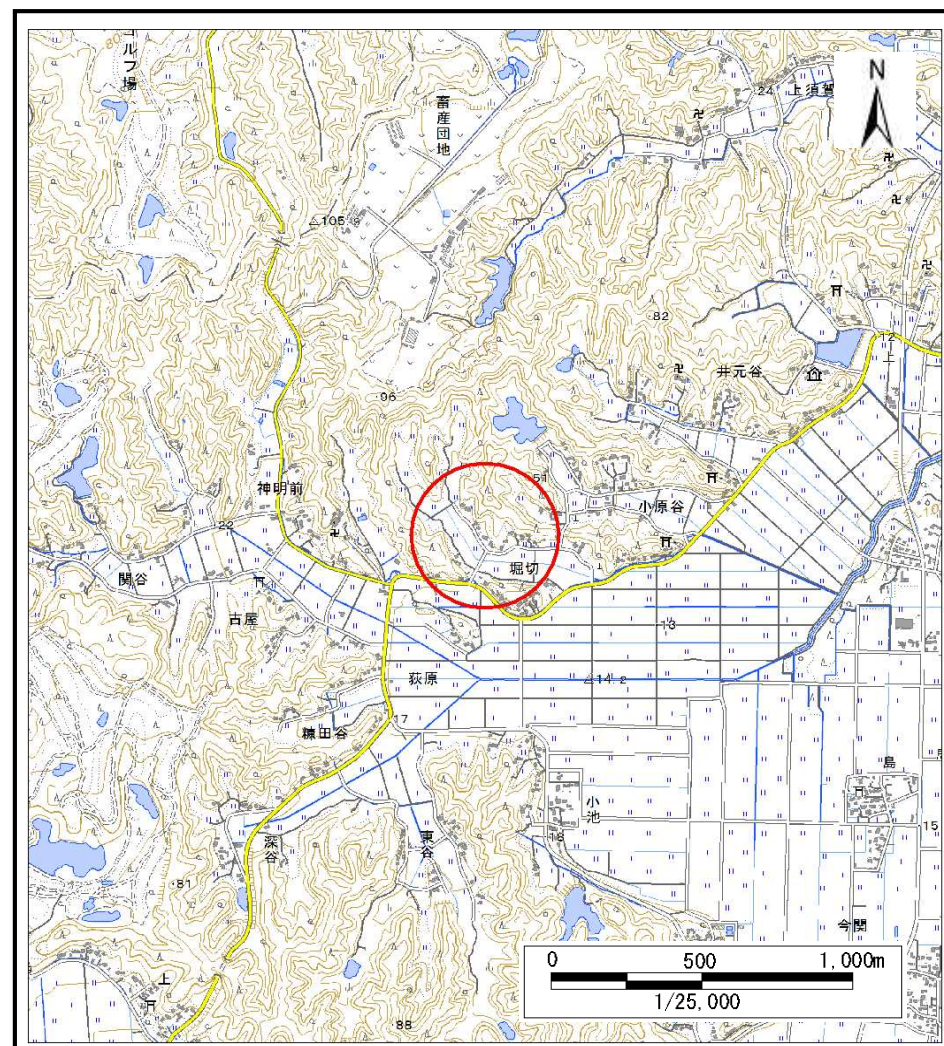 80
ゴルフ場
畜産団地
24
上須賀
N
105.9
82
12
上
井元谷
96
51
神明前
小原谷
22
堀切
関谷
古屋
13
荻原
14.2
糠田谷
17
島
小池
18
15
深谷
東谷
81
今関
上
88
0 500 1,000m
1/25,000